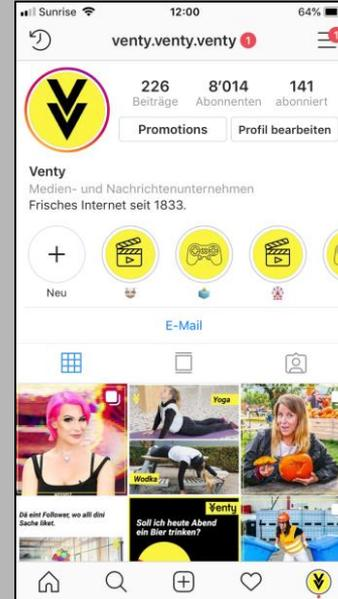 Sunrise 12:00 64%
venty.venty.venty 1
226 8'014 141
Beiträge Abonnenten abonniert
Promotions Profil bearbeiten
Venty
Medien- und Nachrichtenunternehmen
Frisches Internet seit 1833.
Neu
E-Mail
Yoga
Wodka
Dä eint Follower, wo alli dini
Sache liket.
Venty
Soll ich heute Abend
ein Bier trinken?